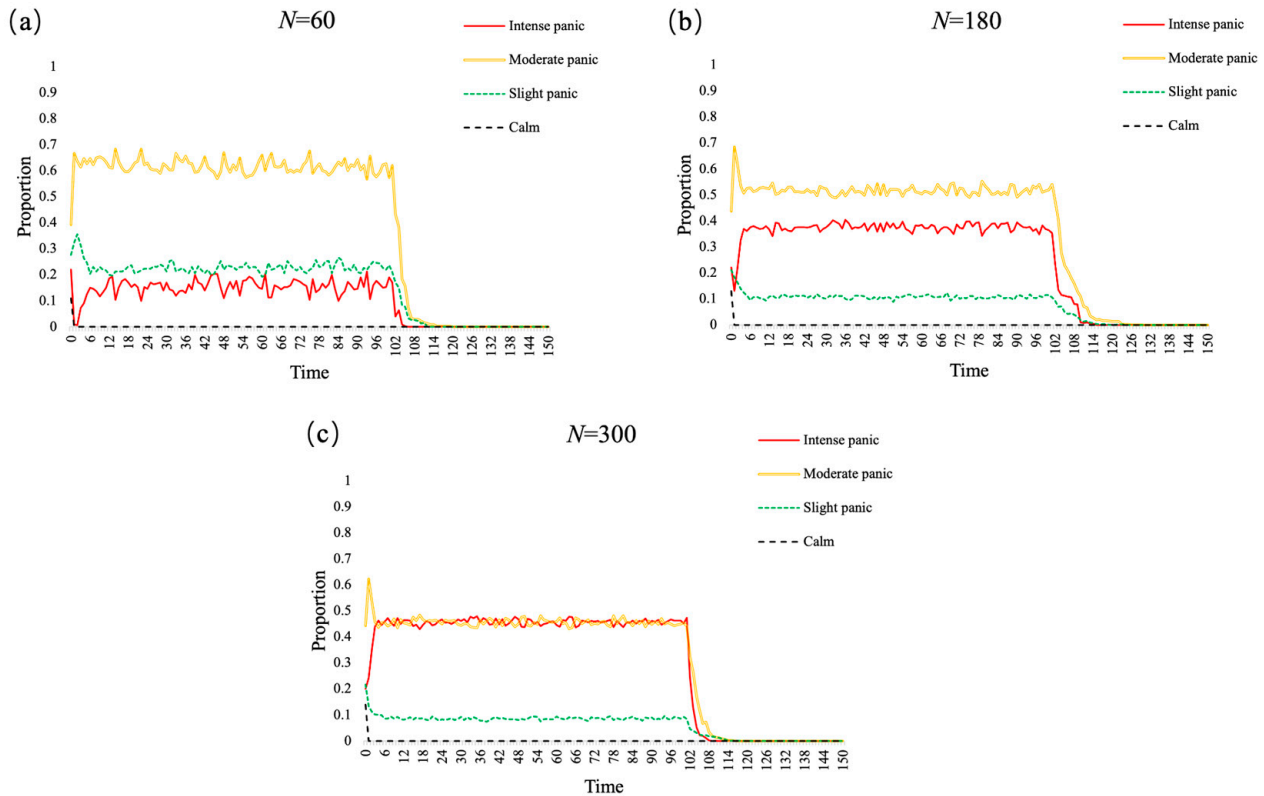 (a)
N=60
Intense panic
Moderate panic
Slight panic
Calm
1
0.9
0.8
0.7
0.6
0.5
0.4
0.3
0.2
0.1
0
Proportion
0 6 12 18 24 30 36 42 48 54 60 66 72 78 84 90 96 102 108 114 120 126 132 138 144 150
Time
(b)
N=180
Intense panic
Moderate panic
Slight panic
Calm
1
0.9
0.8
0.7
0.6
0.5
0.4
0.3
0.2
0.1
0
Proportion
0 6 12 18 24 30 36 42 48 54 60 66 72 78 84 90 96 102 108 114 120 126 132 138 144 150
Time
(c)
N=300
Intense panic
Moderate panic
Slight panic
Calm
1
0.9
0.8
0.7
0.6
0.5
0.4
0.3
0.2
0.1
0
Proportion
0 6 12 18 24 30 36 42 48 54 60 66 72 78 84 90 96 102 108 114 120 126 132 138 144 150
Time